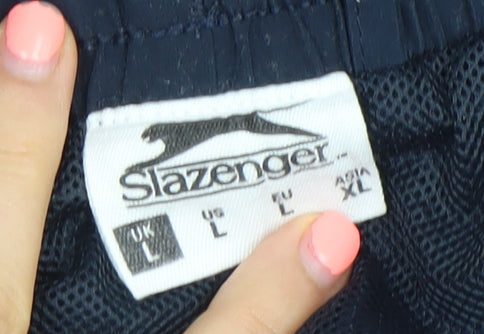 Slazenger
UK US EU ASIA
L L L XL